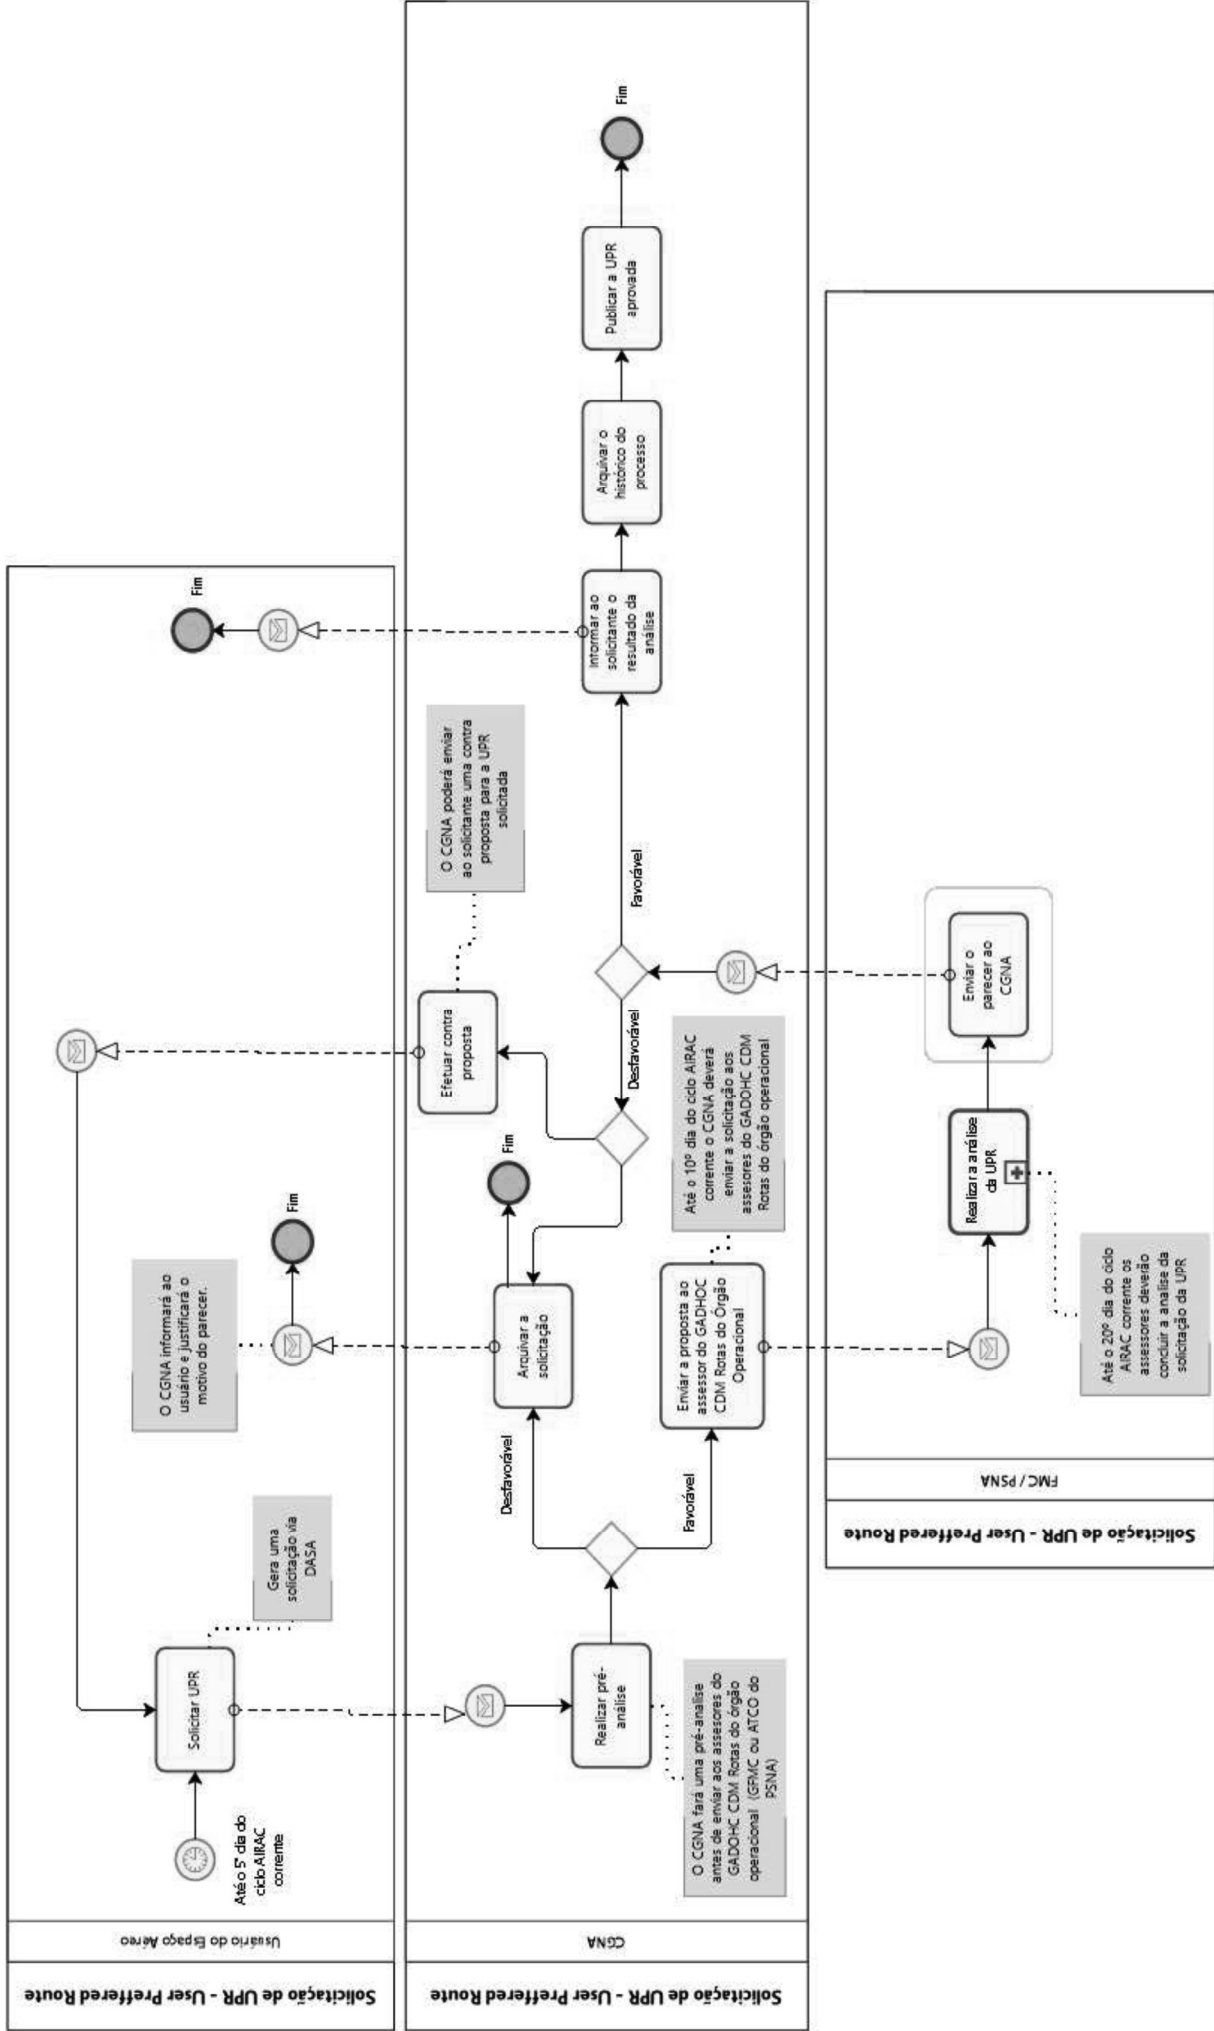 Solicitação de UPR - User Preffered Route
Usuário do Espaço Aéreo
Até o 5º dia do
ciclo AIRAC
corrente
Solicitar UPR
Gera uma
solicitação via
DASA
O CGNA informará ao
usuário e justificará o
motivo do parecer.
Fim
Fim
Solicitação de UPR - User Preffered Route
CGNA
O CGNA fará uma pré-analise
antes de enviar aos assesores do
GADOHC CDM Rotas do órgão
operacional (GFMC ou ATCO do
PSNA)
Realizar pré-
análise
Desfavorável
Favorável
Arquivar a
solicitação
Fim
Enviar a proposta ao
assessor do GADHOC
CDM Rotas do Órgão
Operacional
Até o 10º dia do ciclo AIRAC
corrente o CGNA deverá
enviar a solicitação aos
assesores do GADOHC CDM
Rotas do órgão operacional
Efetuar contra
proposta
O CGNA poderá enviar
ao solicitante uma contra
proposta para a UPR
solicitada
Desfavorável
Favorável
Informar ao
solicitante o
resultado da
análise
Arquivar o
histórico do
processo
Publicar a UPR
aprovada
Fim
Solicitação de UPR - User Preffered Route
FMC / PSNA
Até o 20º dia do ciclo
AIRAC corrente os
assessores deverão
concluir a analise da
solicitação da UPR
Realizar a análise
da UPR
Enviar o
parecer ao
CGNA